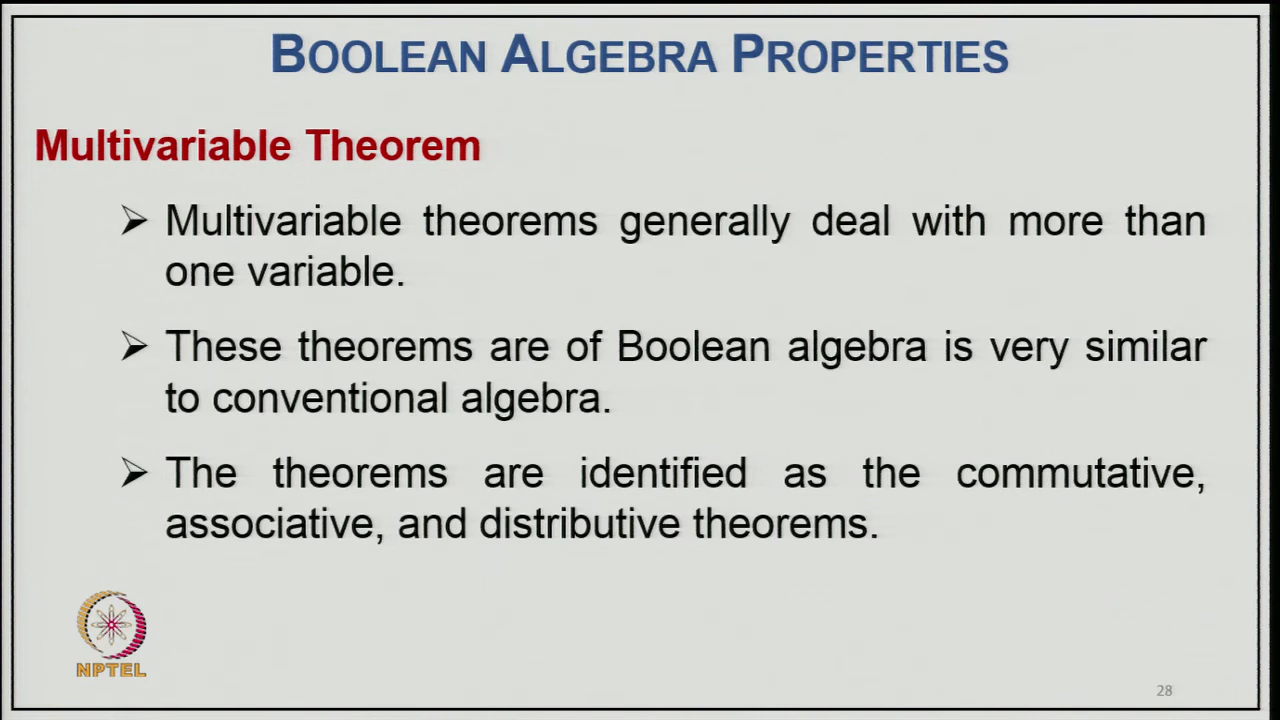 BOOLEAN ALGEBRA PROPERTIES
Multivariable Theorem
➢ Multivariable theorems generally deal with more than
one variable.
➢ These theorems are of Boolean algebra is very similar
to conventional algebra.
➢ The theorems are identified as the commutative,
associative, and distributive theorems.
NPTEL
28